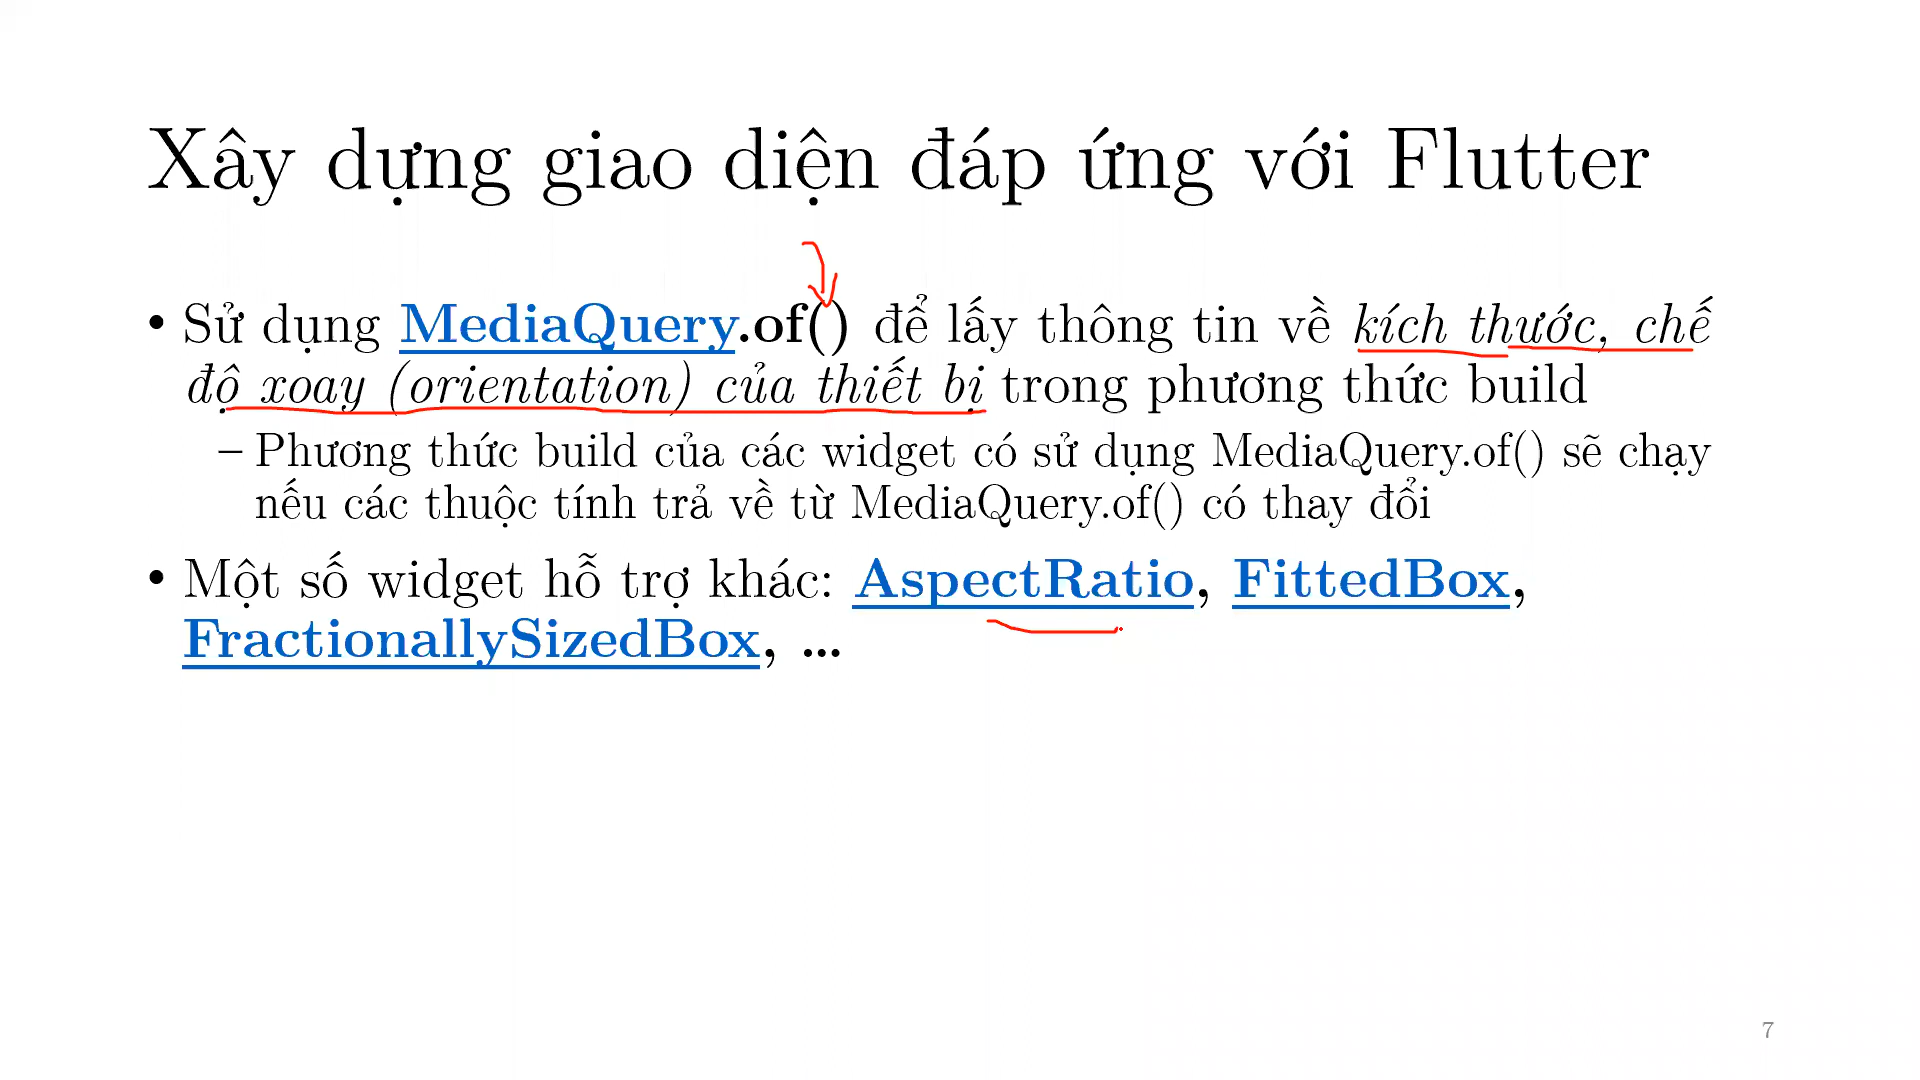 Xây dựng giao diện đáp ứng với Flutter
• Sử dụng MediaQuery.of() để lấy thông tin về kích thước, chế
độ xoay (orientation) của thiết bị trong phương thức build
– Phương thức build của các widget có sử dụng MediaQuery.of() sẽ chạy
nếu các thuộc tính trả về từ MediaQuery.of() có thay đổi
• Một số widget hỗ trợ khác: AspectRatio, FittedBox,
FractionallySizedBox, ...
7